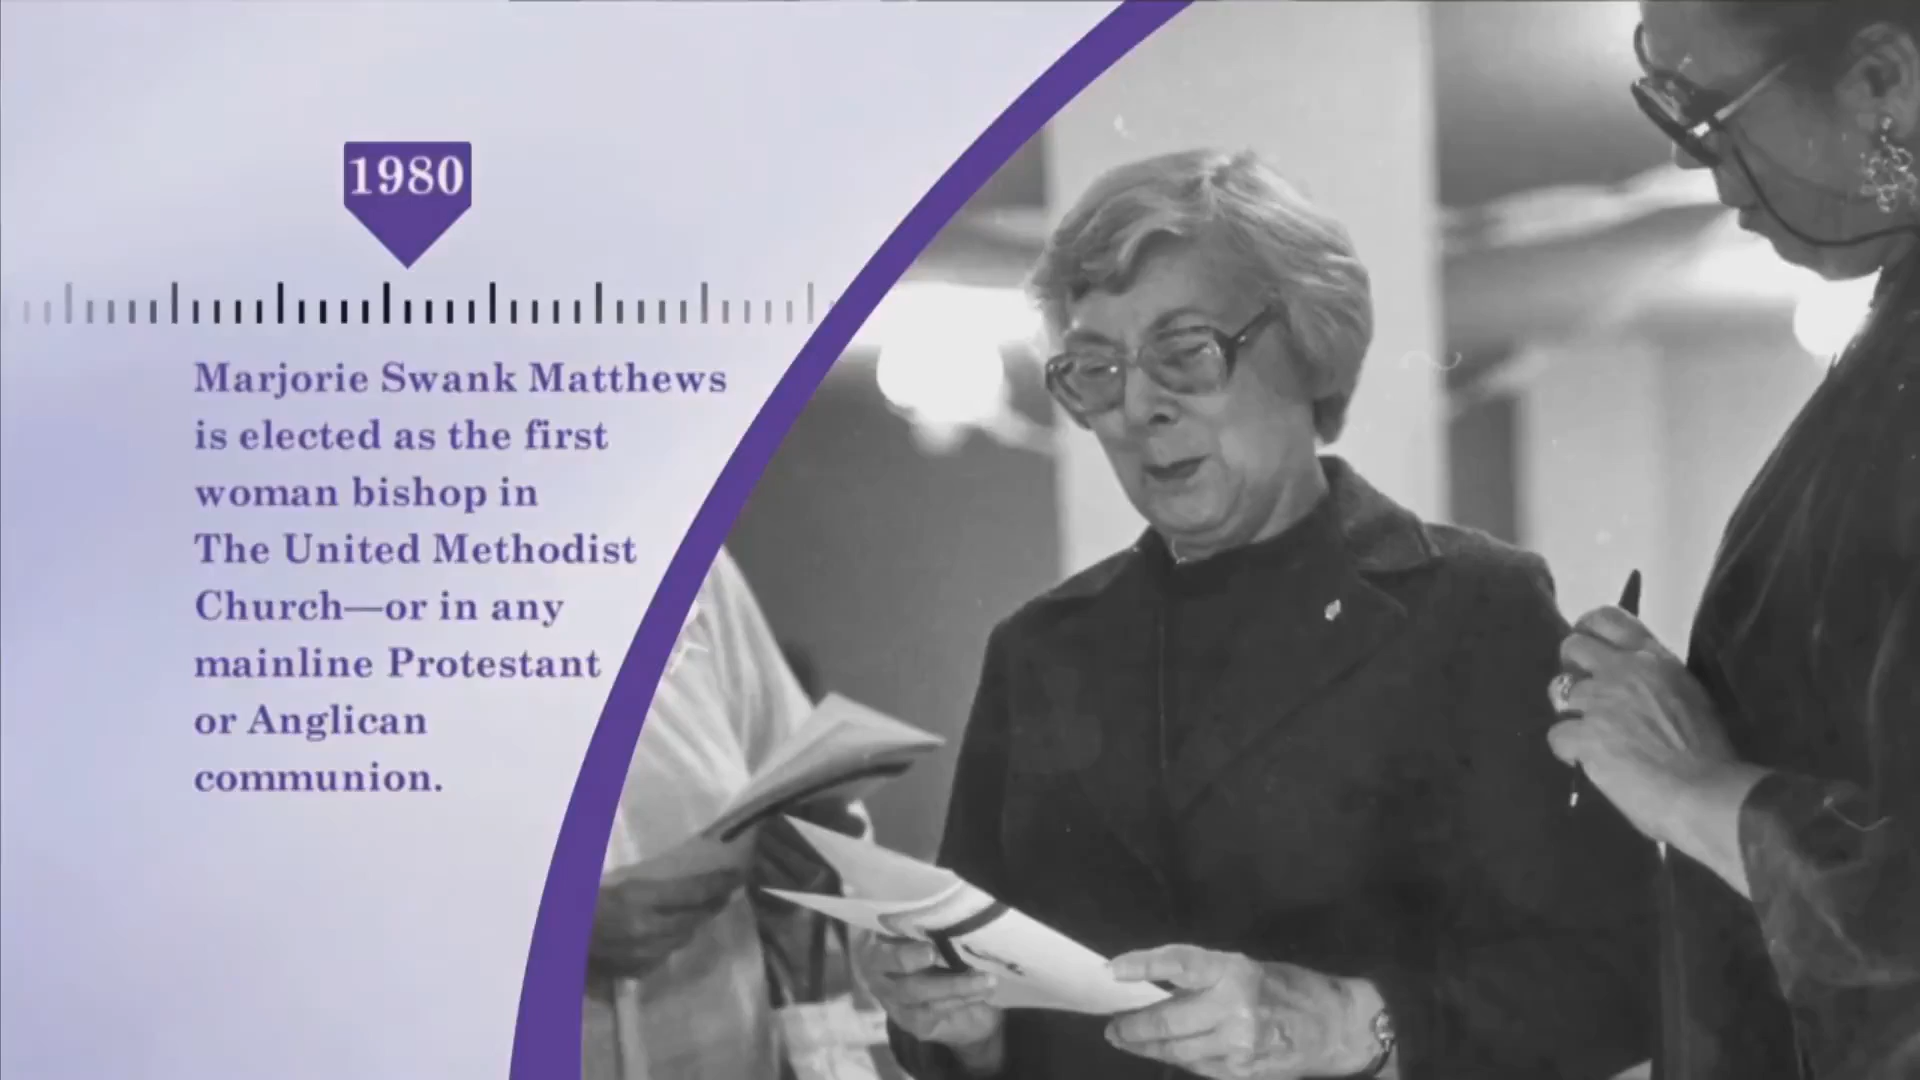 1980
Marjorie Swank Matthews
is elected as the first
woman bishop in
The United Methodist
Church—or in any
mainline Protestant
or Anglican
communion.